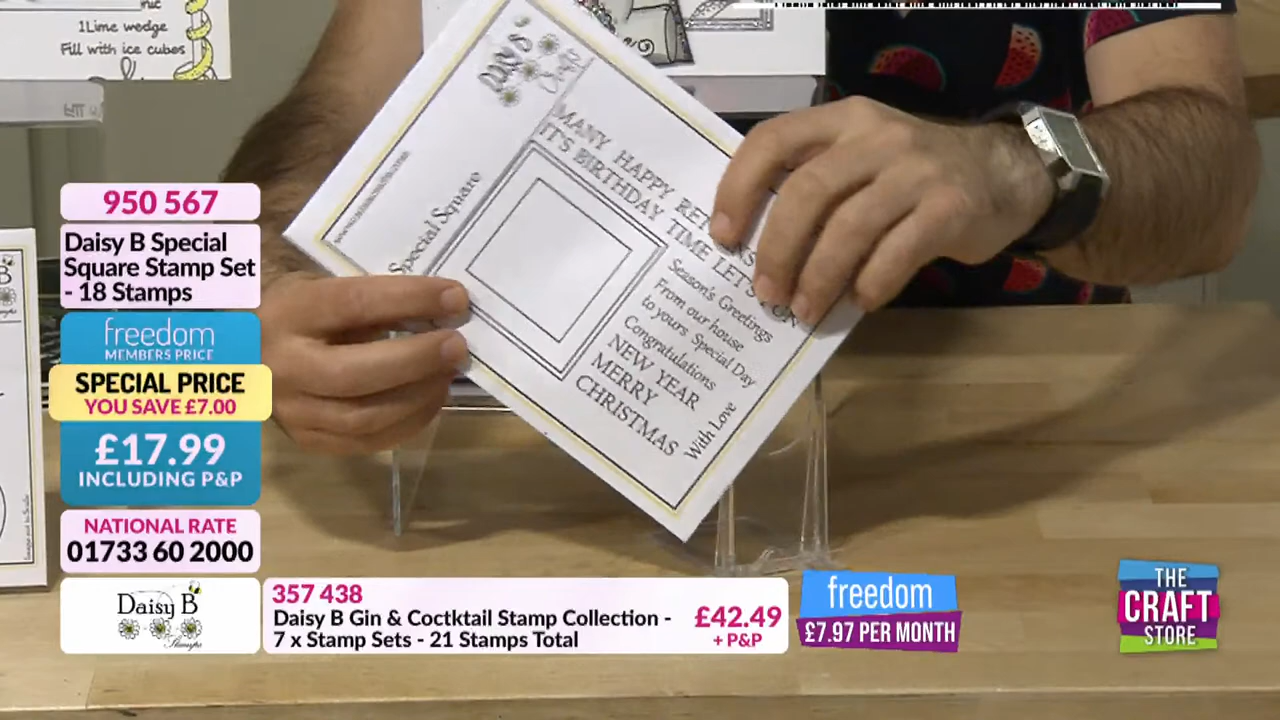 1Lime wedge
Fill with ice cubes
DAISY B
MANY HAPPY RETURNS
IT'S BIRTHDAY TIME LET'S
Special Square
Season's Greetings
From our house
to yours Special Day
Congratulations
NEW YEAR
MERRY
CHRISTMAS
With Love
950 567
Daisy B Special
Square Stamp Set
- 18 Stamps
freedom
MEMBERS PRICE
SPECIAL PRICE
YOU SAVE £7.00
£17.99
INCLUDING P&P
NATIONAL RATE
01733 60 2000
Daisy B
Stamps
357 438
Daisy B Gin & Coctktail Stamp Collection -
7 x Stamp Sets - 21 Stamps Total
£42.49
+ P&P
freedom
£7.97 PER MONTH
THE
CRAFT
STORE